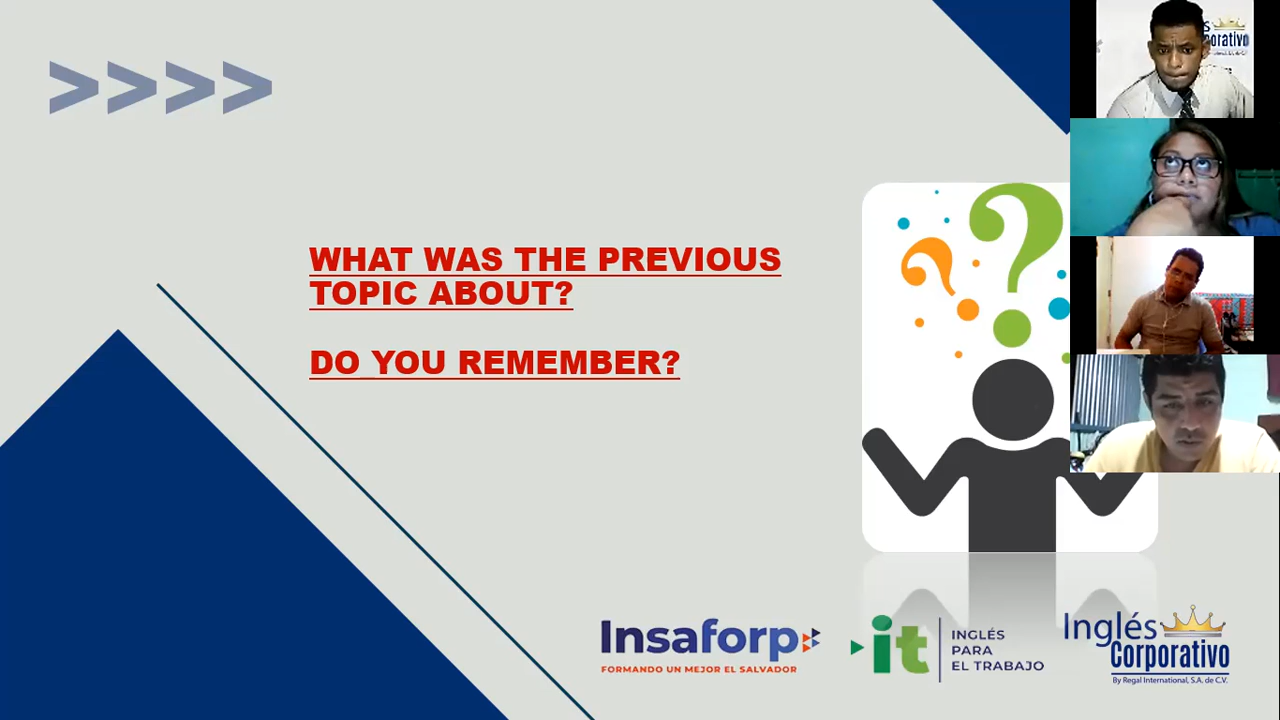 >>>>
WHAT WAS THE PREVIOUS
TOPIC ABOUT?
DO YOU REMEMBER?
orativo
Insaforp
FORMANDO UN MEJOR EL SALVADOR
it
INGLÉS
PARA
EL TRABAJO
Inglés
Corporativo
By Regal International, S.A. de C.V.